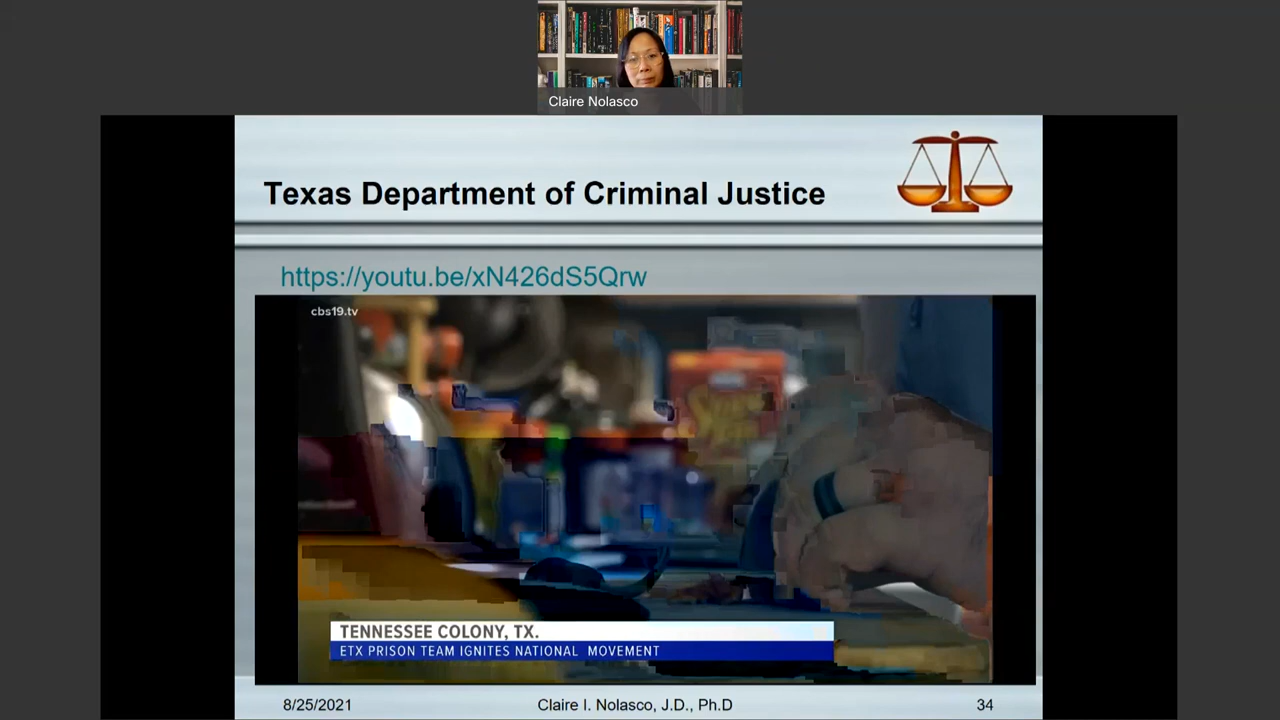 Claire Nolasco
Texas Department of Criminal Justice
https://youtu.be/xN426dS5Qrw
cbs19.tv
TENNESSEE COLONY, TX.
ETX PRISON TEAM IGNITES NATIONAL MOVEMENT
8/25/2021
Claire I. Nolasco, J.D., Ph.D
34